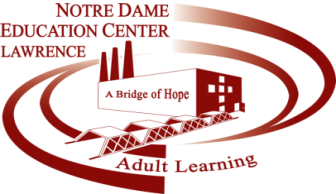 NOTRE DAME
EDUCATION CENTER
LAWRENCE
A Bridge of Hope
Adult Learning